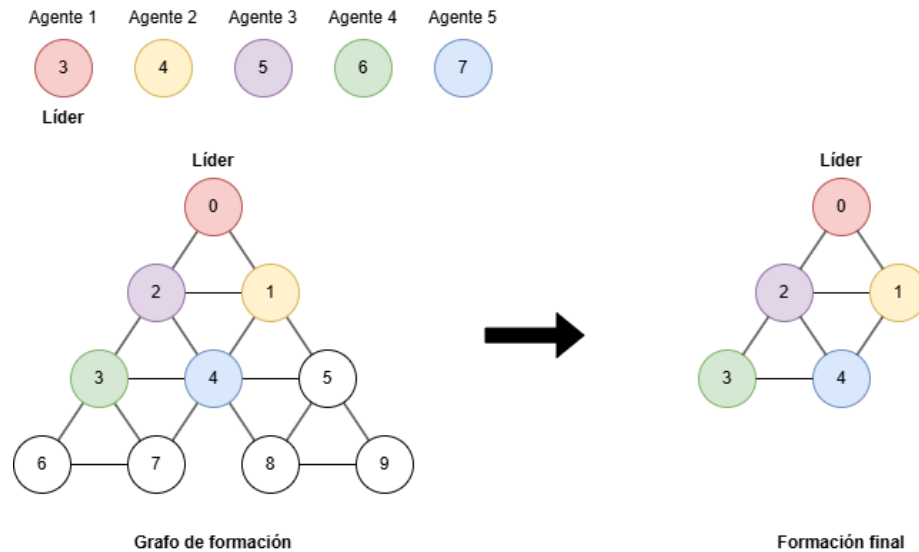 Agente 1 Agente 2 Agente 3 Agente 4 Agente 5
3 4 5 6 7
Líder
Líder Líder
0 0
2 1 2 1
3 4 5 3 4
6 7 8 9
Grafo de formación Formación final